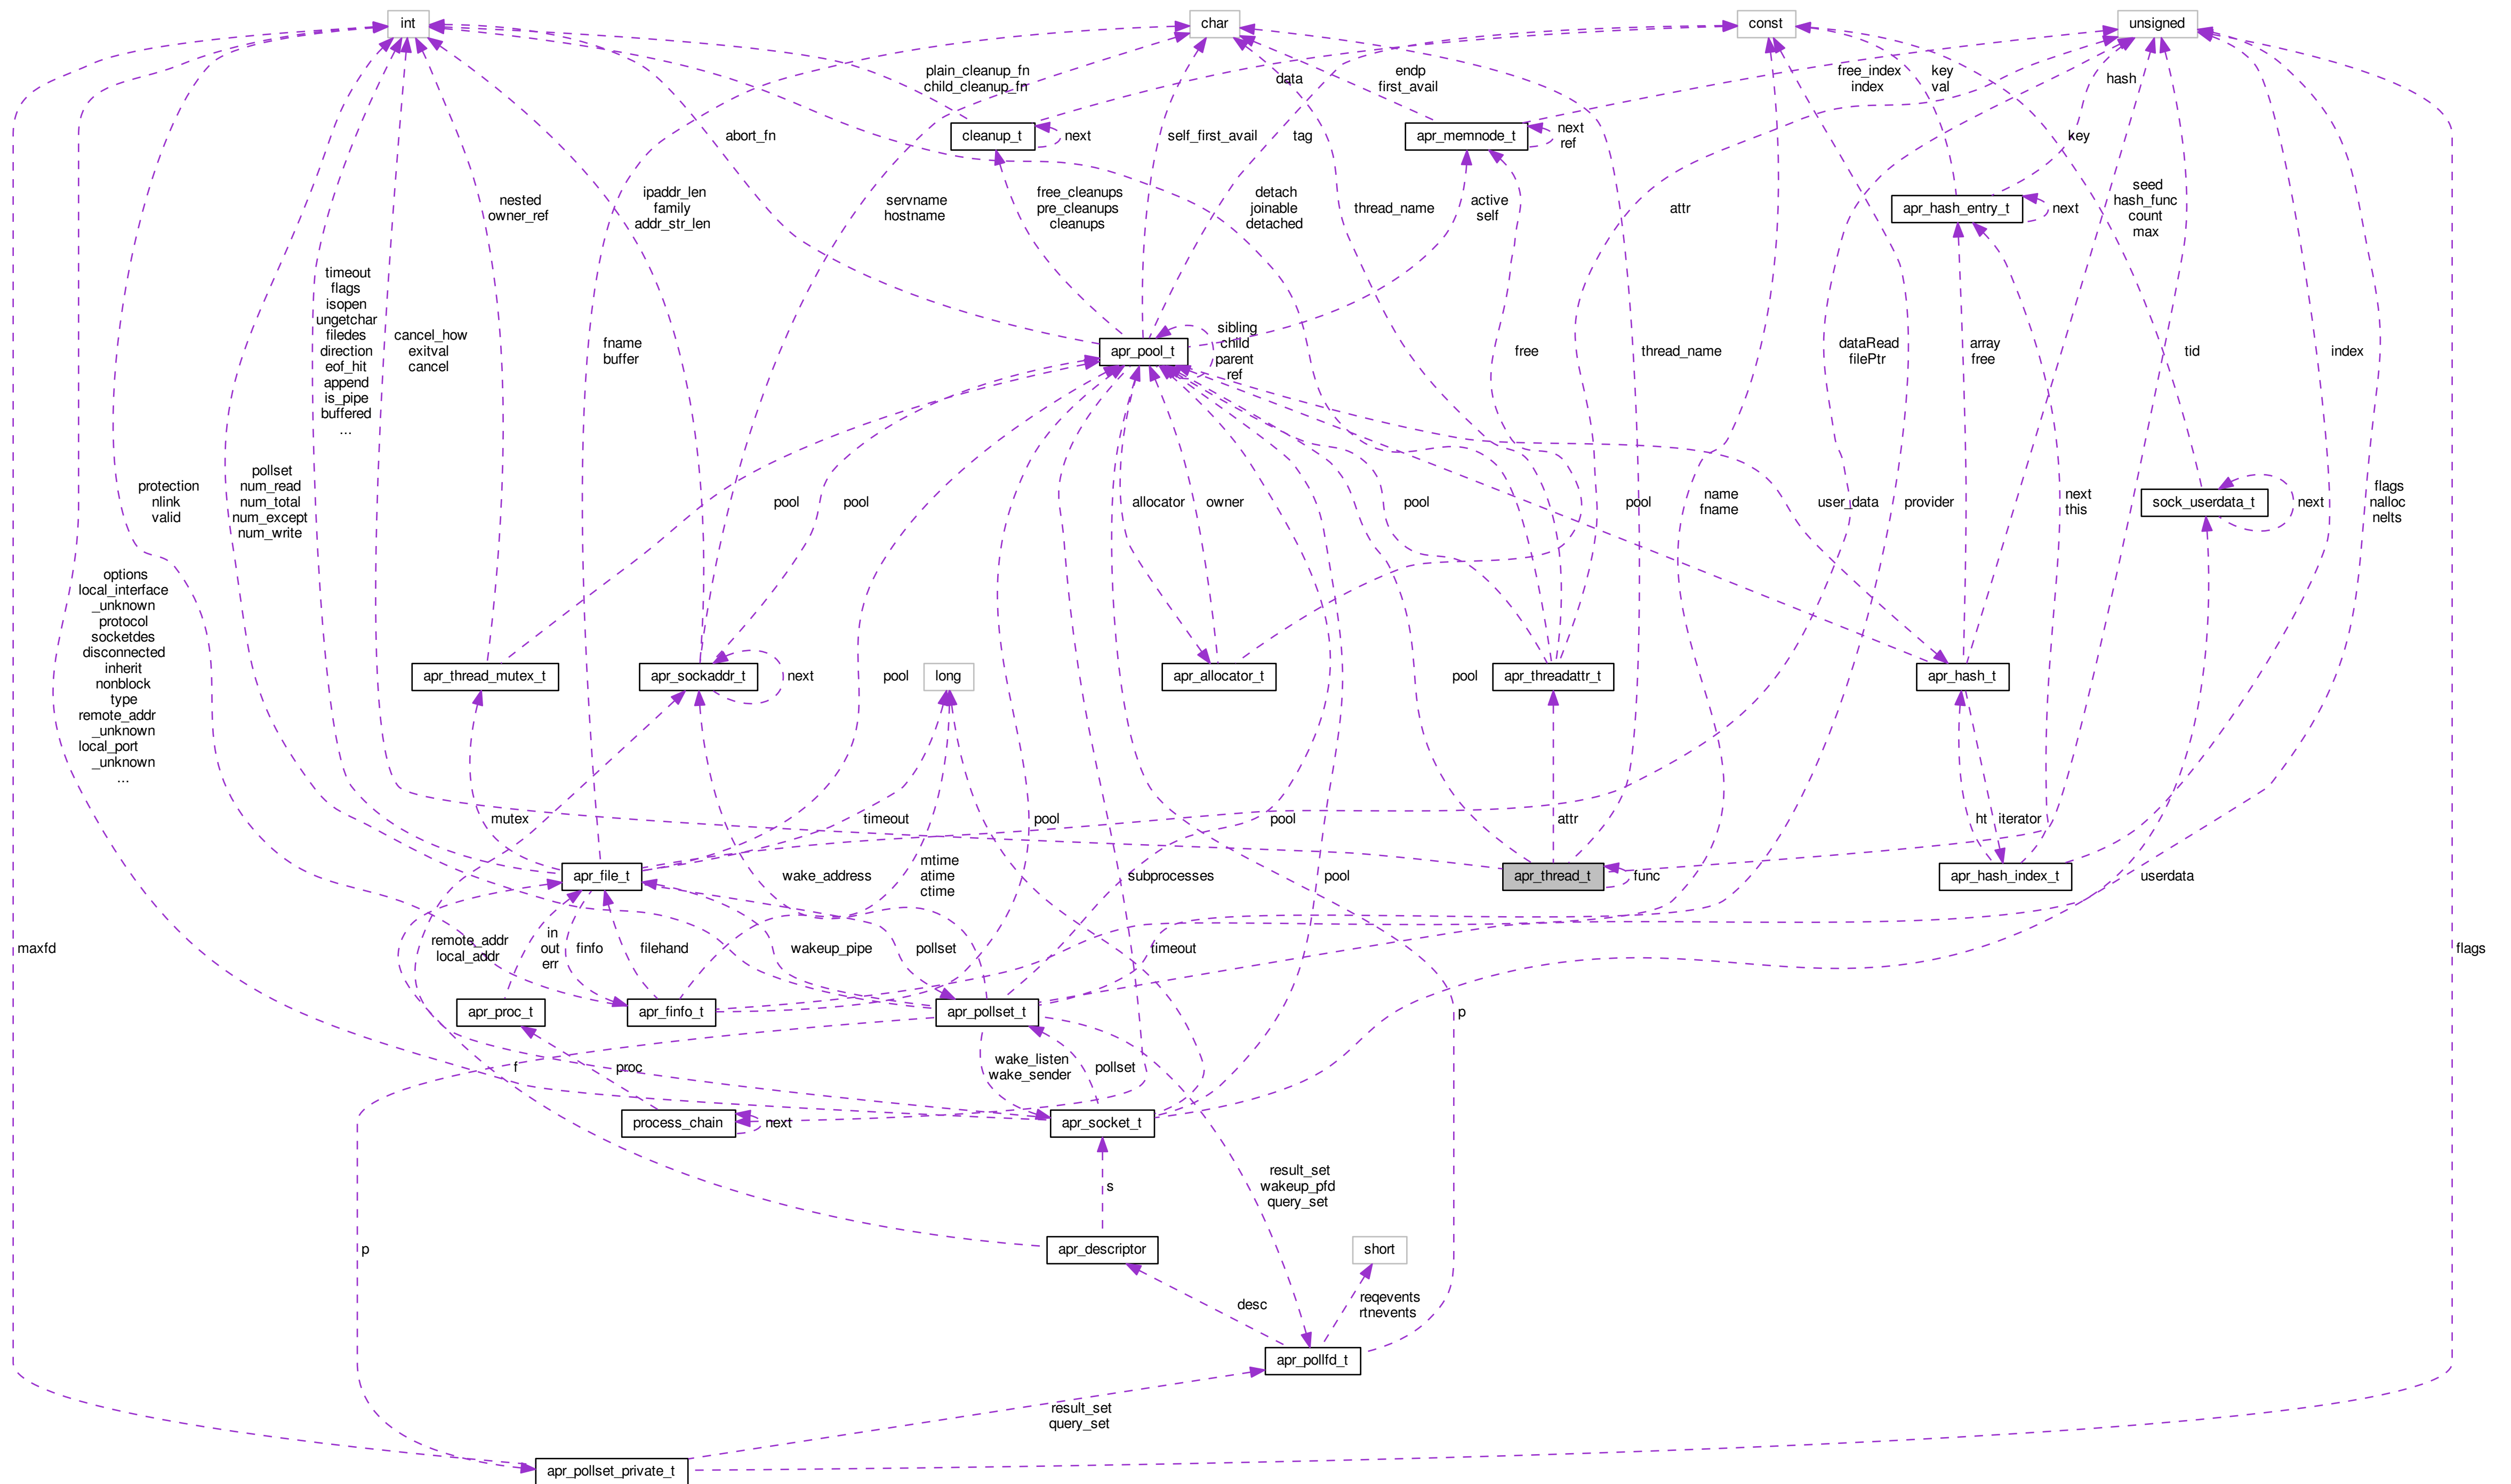 int
char
const
unsigned
plain_cleanup_fn
child_cleanup_fn
data
endp
first_avail
free_index
index
key
val
hash
abort_fn
cleanup_t
next
self_first_avail
tag
apr_memnode_t
next
ref
key
nested
owner_ref
ipaddr_len
family
addr_str_len
servname
hostname
free_cleanups
pre_cleanups
cleanups
detach
joinable
detached
thread_name
active
self
attr
apr_hash_entry_t
next
seed
hash_func
count
max
timeout
flags
isopen
ungetchar
filedes
direction
eof_hit
append
is_pipe
buffered
...
cancel_how
exitval
cancel
fname
buffer
apr_pool_t
sibling
child
parent
ref
free
thread_name
dataRead
filePtr
array
free
tid
index
protection
nlink
valid
pollset
num_read
num_total
num_except
num_write
pool
pool
allocator
owner
pool
pool
name
fname
user_data
provider
next
this
sock_userdata_t
next
flags
nalloc
nelts
options
local_interface
_unknown
protocol
socketdes
disconnected
inherit
nonblock
type
remote_addr
_unknown
local_port
_unknown
...
apr_thread_mutex_t
apr_sockaddr_t
next
pool
long
apr_allocator_t
pool
apr_threadattr_t
apr_hash_t
mutex
timeout
pool
pool
attr
ht
iterator
apr_file_t
wake_address
mtime
atime
ctime
subprocesses
pool
apr_thread_t
func
apr_hash_index_t
userdata
maxfd
remote_addr
local_addr
in
out
err
finfo
filehand
wakeup_pipe
pollset
timeout
flags
apr_proc_t
apr_finfo_t
apr_pollset_t
p
f
proc
wake_listen
wake_sender
pollset
process_chain
next
apr_socket_t
s
result_set
wakeup_pfd
query_set
p
apr_descriptor
short
desc
reqevents
rtnevents
apr_pollfd_t
result_set
query_set
apr_pollset_private_t